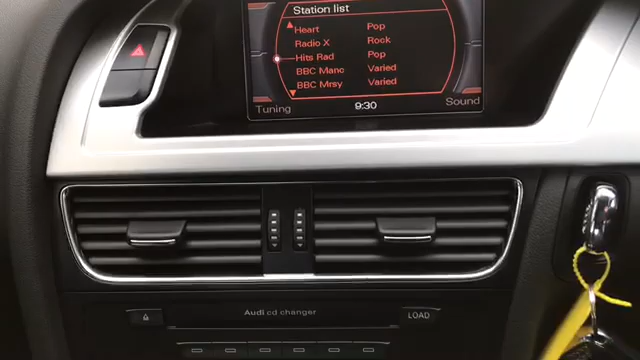 Station list
Heart Pop
Radio X Rock
Hits Rad Pop
BBC Manc Varied
BBC Mrsy Varied
Tuning 9:30 Sound
Audi cd changer
LOAD